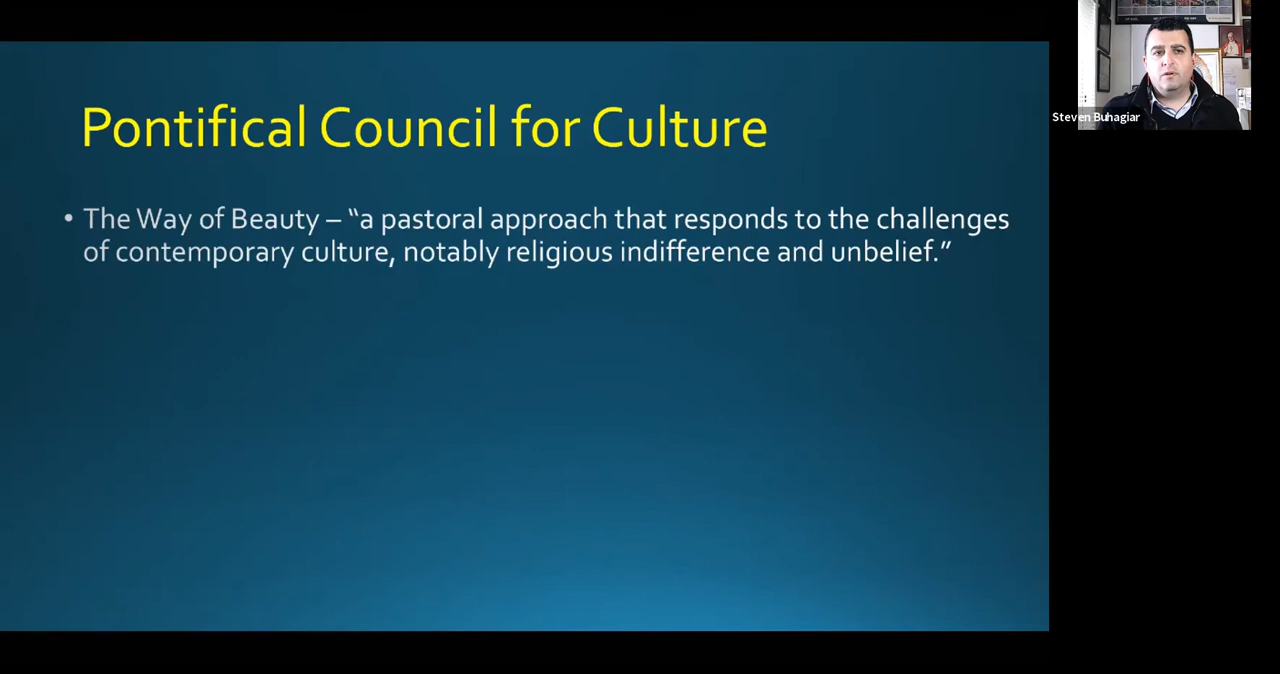 Pontifical Council for Culture
• The Way of Beauty – “a pastoral approach that responds to the challenges
of contemporary culture, notably religious indifference and unbelief.”
Steven Buhagiar